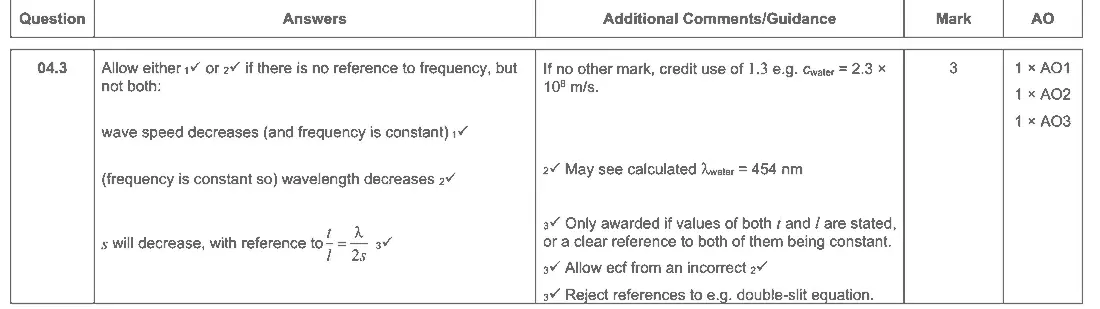 Question Answers Additional Comments/Guidance Mark AO
04.3 Allow either 1✓ or 2✓ if there is no reference to frequency, but If no other mark, credit use of 1.3 e.g. cwater = 2.3 × 3 1 × AO1
not both: 10⁸ m/s. 1 × AO2
1 × AO3
wave speed decreases (and frequency is constant) 1✓
2✓ May see calculated λwater = 454 nm
(frequency is constant so) wavelength decreases 2✓
3✓ Only awarded if values of both t and l are stated,
s will decrease, with reference to t/l = λ/2s 3✓ or a clear reference to both of them being constant.
3✓ Allow ecf from an incorrect 2✓
3✓ Reject references to e.g. double-slit equation.